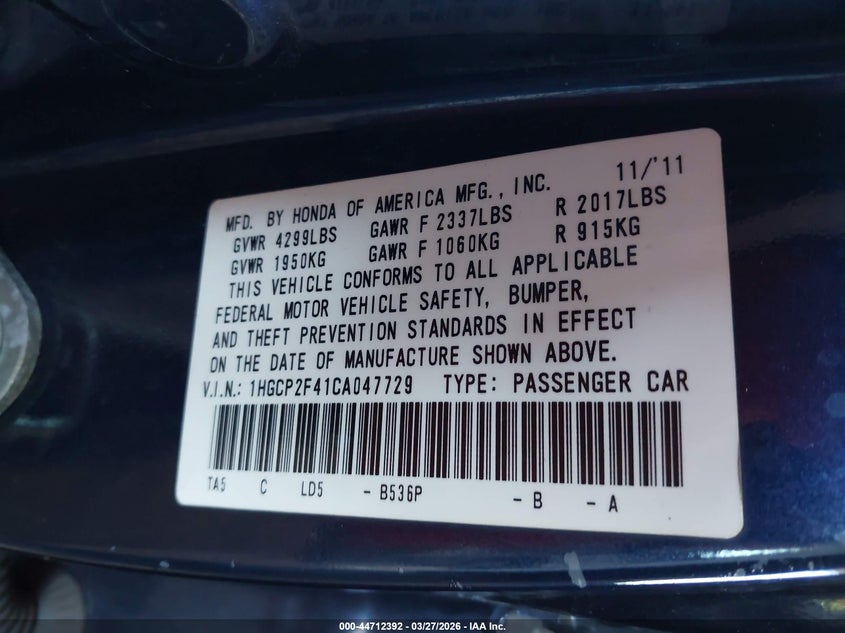 MFD. BY HONDA OF AMERICA MFG., INC. 11/'11
GVWR 4299LBS GAWR F 2337LBS R 2017LBS
GVWR 1950KG GAWR F 1060KG R 915KG
THIS VEHICLE CONFORMS TO ALL APPLICABLE
FEDERAL MOTOR VEHICLE SAFETY, BUMPER,
AND THEFT PREVENTION STANDARDS IN EFFECT
ON THE DATE OF MANUFACTURE SHOWN ABOVE.
V.I.N.: 1HGCP2F41CA047729 TYPE: PASSENGER CAR
TA5 C LD5 - B536P - B - A
000-44712392 - 03/27/2026 - IAA Inc.